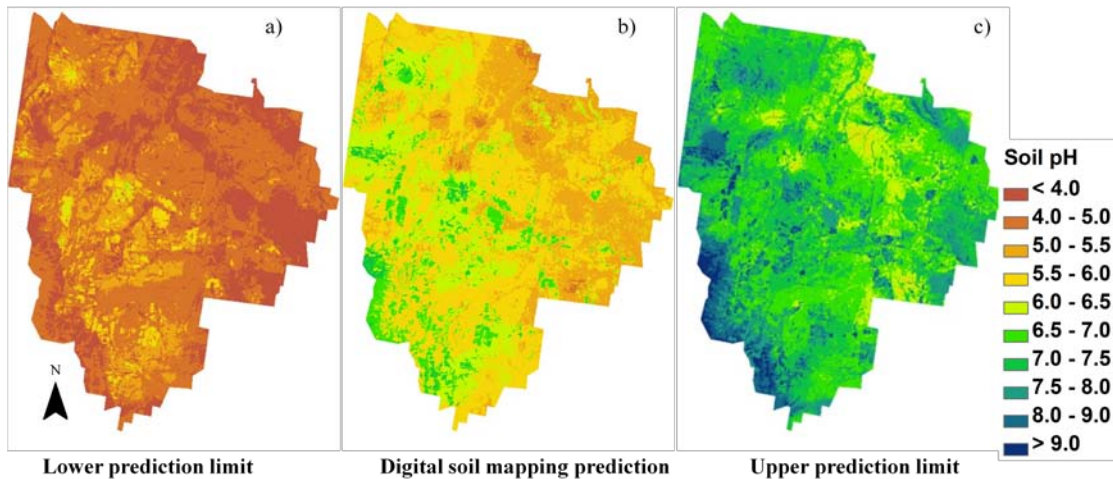 a)
b)
c)
Soil pH
< 4.0
4.0 - 5.0
5.0 - 5.5
5.5 - 6.0
6.0 - 6.5
6.5 - 7.0
7.0 - 7.5
7.5 - 8.0
8.0 - 9.0
> 9.0
N
Lower prediction limit
Digital soil mapping prediction
Upper prediction limit